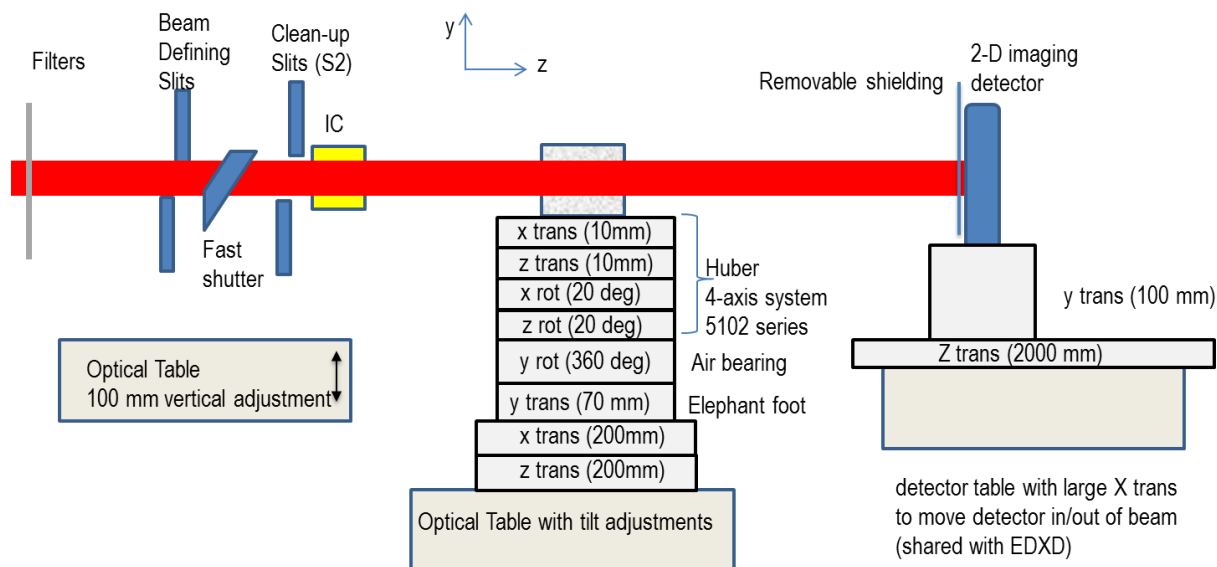 Filters
Beam
Defining
Slits
Clean-up
Slits (S2)
IC
Fast
shutter
y
z
Removable shielding
2-D imaging
detector
x trans (10mm)
z trans (10mm)
x rot (20 deg)
z rot (20 deg)
y rot (360 deg)
y trans (70 mm)
x trans (200mm)
z trans (200mm)
Huber
4-axis system
5102 series
Air bearing
Elephant foot
Optical Table
100 mm vertical adjustment
Optical Table with tilt adjustments
y trans (100 mm)
Z trans (2000 mm)
detector table with large X trans
to move detector in/out of beam
(shared with EDXD)